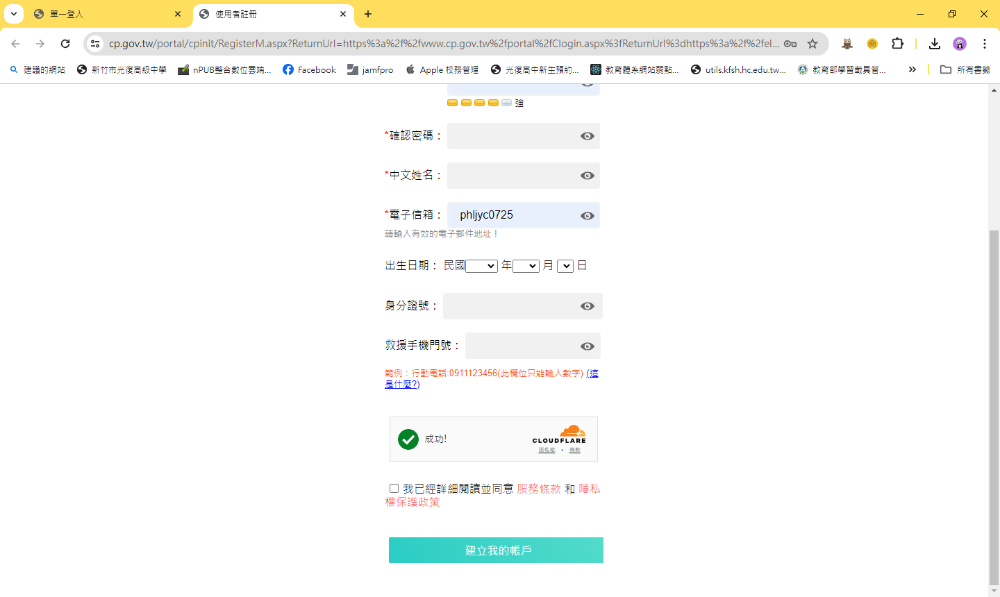 單一登入
使用者註冊
cp.gov.tw/portal/cpinit/RegisterM.aspx?ReturnUrl=https%3a%2f%2fwww.cp.gov.tw%2fportal%2fClogin.aspx%3fReturnUrl%3dhttps%3a%2f%2fel...
建議的網站
新竹市光復高級中學
nPUB整合數位雲端...
Facebook
jamfpro
Apple 校務管理
光復高中新生預約...
教育體系網站弱點...
utils.kfsh.hc.edu.tw...
教育部學習載具管...
所有書籤
強
*確認密碼：
*中文姓名：
*電子信箱： phljyc0725
請輸入有效的電子郵件地址！
出生日期： 民國 年 月 日
身分證號：
救援手機門號：
範例：行動電話:0911123456(此欄位只能輸入數字) (這
是什麼?)
成功!
CLOUDFLARE
隱私權 • 條款
我已經詳細閱讀並同意 服務條款 和 隱私
權保護政策
建立我的帳戶